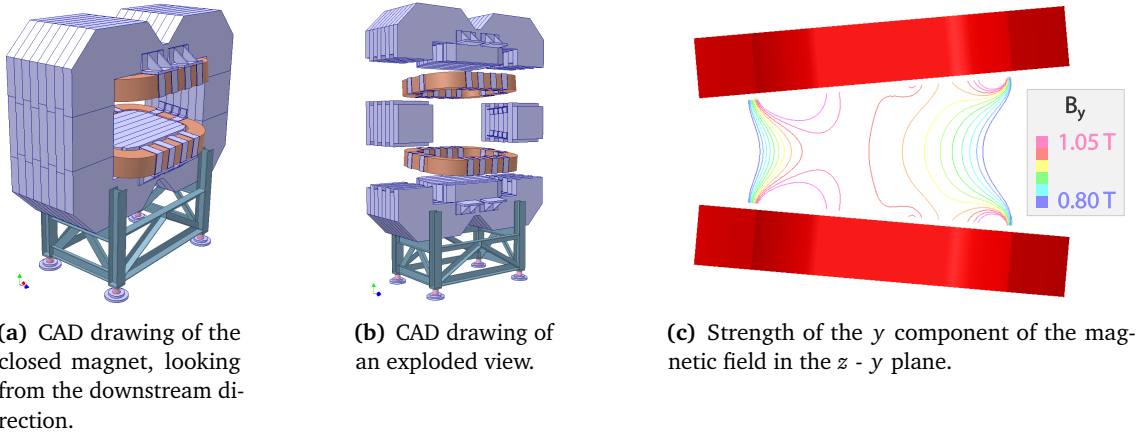 B_y
1.05 T
0.80 T
(a) CAD drawing of the
closed magnet, looking
from the downstream di-
rection.
(b) CAD drawing of
an exploded view.
(c) Strength of the y component of the mag-
netic field in the z - y plane.